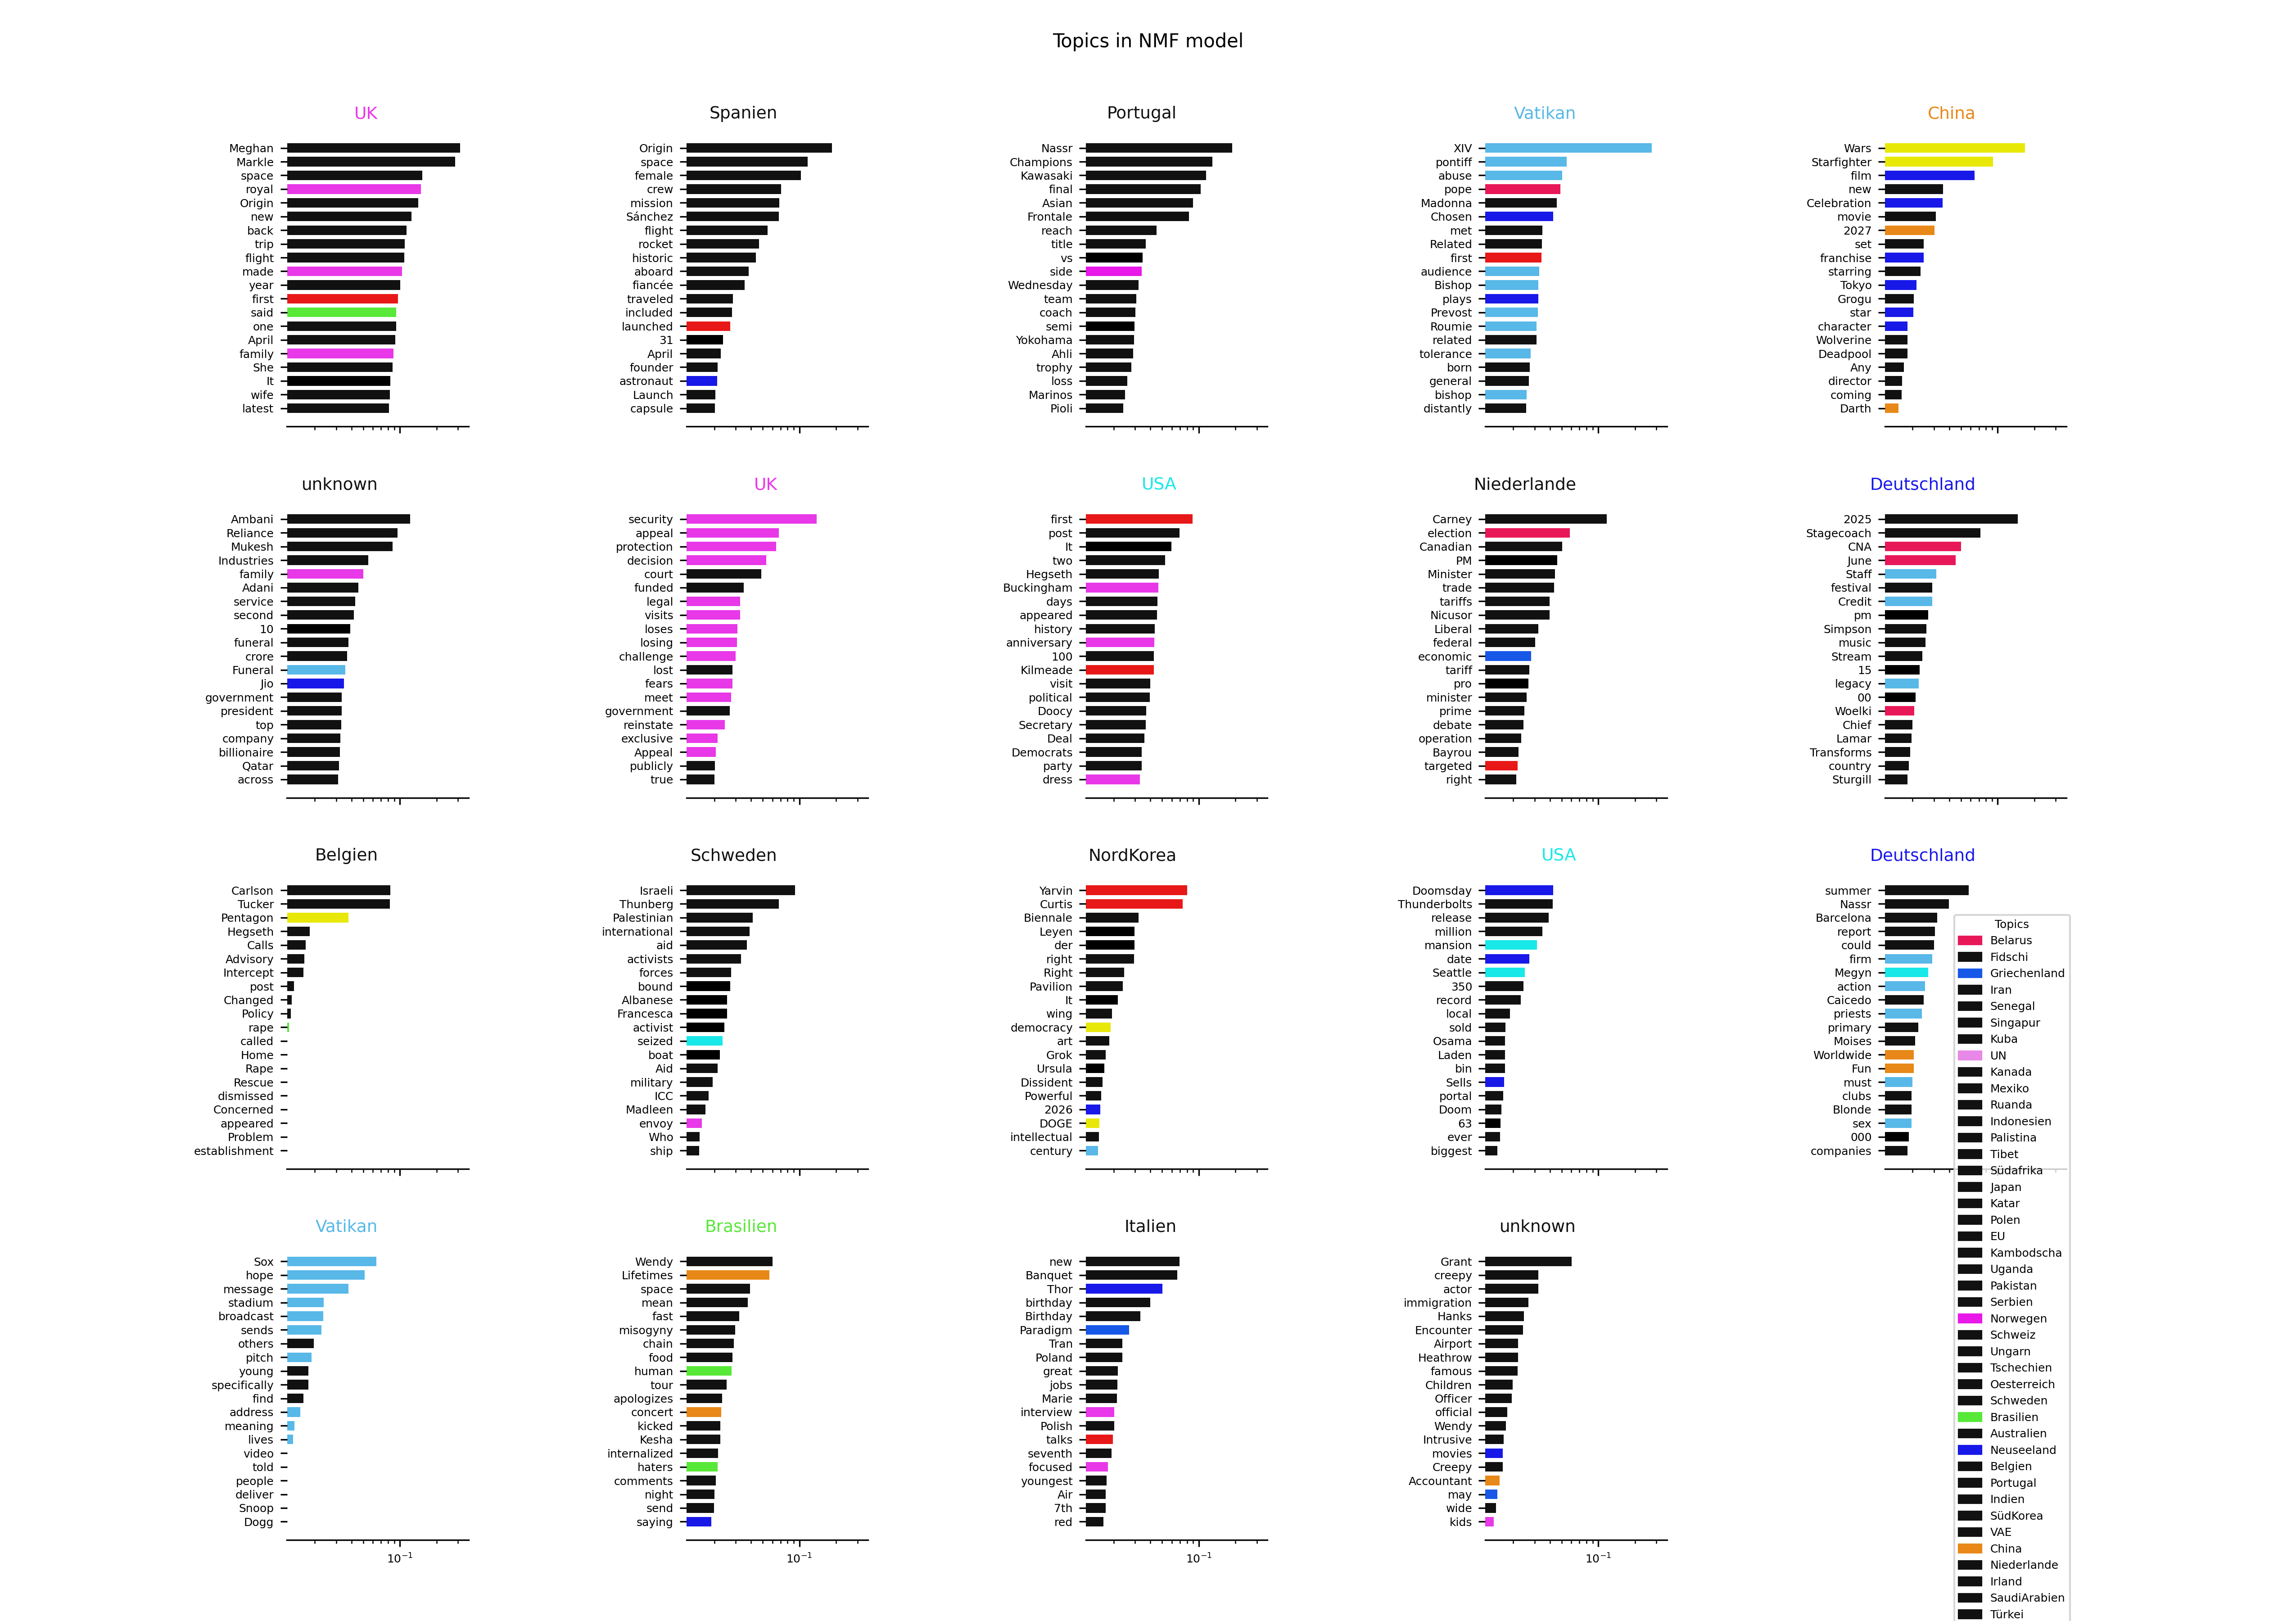 Topics in NMF model
UK
Meghan
Markle
space
royal
Origin
new
back
trip
flight
made
year
first
said
one
April
family
She
It
wife
latest
Spanien
Origin
space
female
crew
mission
Sánchez
flight
rocket
historic
aboard
fiancée
traveled
included
launched
31
April
founder
astronaut
Launch
capsule
Portugal
Nassr
Champions
Kawasaki
final
Asian
Frontale
reach
title
vs
side
Wednesday
team
coach
semi
Yokohama
Ahli
trophy
loss
Marinos
Pioli
Vatikan
XIV
pontiff
abuse
pope
Madonna
Chosen
met
Related
first
audience
Bishop
plays
Prevost
Roumie
related
tolerance
born
general
bishop
distantly
China
Wars
Starfighter
film
new
Celebration
movie
2027
set
franchise
starring
Tokyo
Grogu
star
character
Wolverine
Deadpool
Any
director
coming
Darth
unknown
Ambani
Reliance
Mukesh
Industries
family
Adani
service
second
10
funeral
crore
Funeral
Jio
government
president
top
company
billionaire
Qatar
across
UK
security
appeal
protection
decision
court
funded
legal
visits
loses
losing
challenge
lost
fears
meet
government
reinstate
exclusive
Appeal
publicly
true
USA
first
post
It
two
Hegseth
Buckingham
days
appeared
history
anniversary
100
Kilmeade
visit
political
Doocy
Secretary
Deal
Democrats
party
dress
Niederlande
Carney
election
Canadian
PM
Minister
trade
tariffs
Nicusor
Liberal
federal
economic
tariff
pro
minister
prime
debate
operation
Bayrou
targeted
right
Deutschland
2025
Stagecoach
CNA
June
Staff
festival
Credit
pm
Simpson
music
Stream
15
legacy
00
Woelki
Chief
Lamar
Transforms
country
Sturgill
Belgien
Carlson
Tucker
Pentagon
Hegseth
Calls
Advisory
Intercept
post
Changed
Policy
rape
called
Home
Rape
Rescue
dismissed
Concerned
appeared
Problem
establishment
Schweden
Israeli
Thunberg
Palestinian
international
aid
activists
forces
bound
Albanese
Francesca
activist
seized
boat
Aid
military
ICC
Madleen
envoy
Who
ship
NordKorea
Yarvin
Curtis
Biennale
Leyen
der
right
Right
Pavilion
It
wing
democracy
art
Grok
Ursula
Dissident
Powerful
2026
DOGE
intellectual
century
USA
Doomsday
Thunderbolts
release
million
mansion
date
Seattle
350
record
local
sold
Osama
Laden
bin
Sells
portal
Doom
63
ever
biggest
Deutschland
summer
Nassr
Barcelona
report
could
firm
Megyn
action
Caicedo
priests
primary
Moises
Worldwide
Fun
must
clubs
Blonde
sex
000
companies
Vatikan
Sox
hope
message
stadium
broadcast
sends
others
pitch
young
specifically
find
address
meaning
lives
video
told
people
deliver
Snoop
Dogg
10⁻¹
Brasilien
Wendy
Lifetimes
space
mean
fast
misogyny
chain
food
human
tour
apologizes
concert
kicked
Kesha
internalized
haters
comments
night
send
saying
10⁻¹
Italien
new
Banquet
Thor
birthday
Birthday
Paradigm
Tran
Poland
great
jobs
Marie
interview
Polish
talks
seventh
focused
youngest
Air
7th
red
10⁻¹
unknown
Grant
creepy
actor
immigration
Hanks
Encounter
Airport
Heathrow
famous
Children
Officer
official
Wendy
Intrusive
movies
Creepy
Accountant
may
wide
kids
10⁻¹
Topics
Belarus
Fidschi
Griechenland
Iran
Senegal
Singapur
Kuba
UN
Kanada
Mexiko
Ruanda
Indonesien
Palistina
Tibet
Südafrika
Japan
Katar
Polen
EU
Kambodscha
Uganda
Pakistan
Serbien
Norwegen
Schweiz
Ungarn
Tschechien
Oesterreich
Schweden
Brasilien
Australien
Neuseeland
Belgien
Portugal
Indien
SüdKorea
VAE
China
Niederlande
Irland
SaudiArabien
Türkei